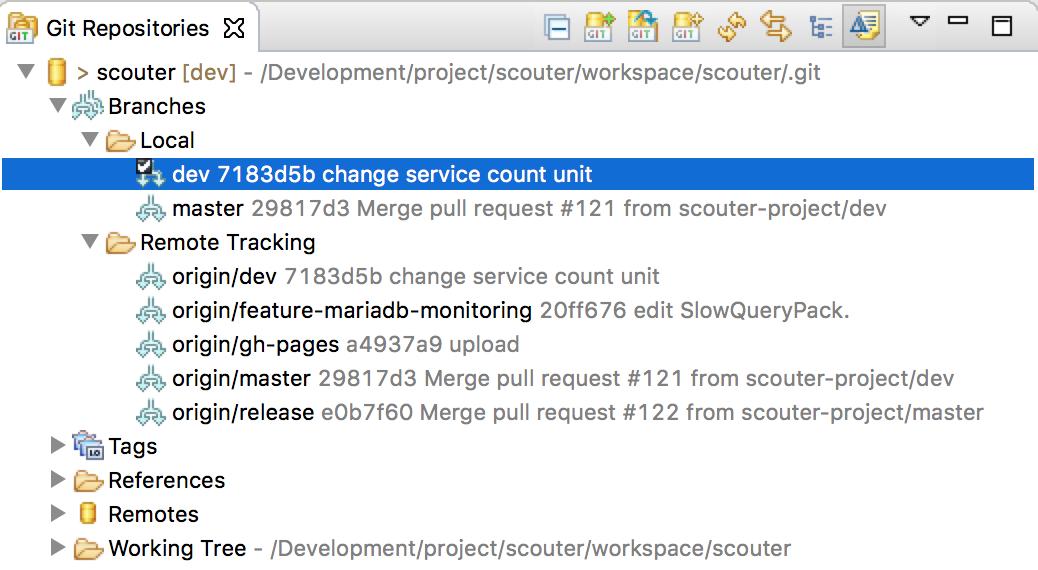 Git Repositories
> scouter [dev] - /Development/project/scouter/workspace/scouter/.git
Branches
Local
dev 7183d5b change service count unit
master 29817d3 Merge pull request #121 from scouter-project/dev
Remote Tracking
origin/dev 7183d5b change service count unit
origin/feature-mariadb-monitoring 20ff676 edit SlowQueryPack.
origin/gh-pages a4937a9 upload
origin/master 29817d3 Merge pull request #121 from scouter-project/dev
origin/release e0b7f60 Merge pull request #122 from scouter-project/master
Tags
References
Remotes
Working Tree - /Development/project/scouter/workspace/scouter